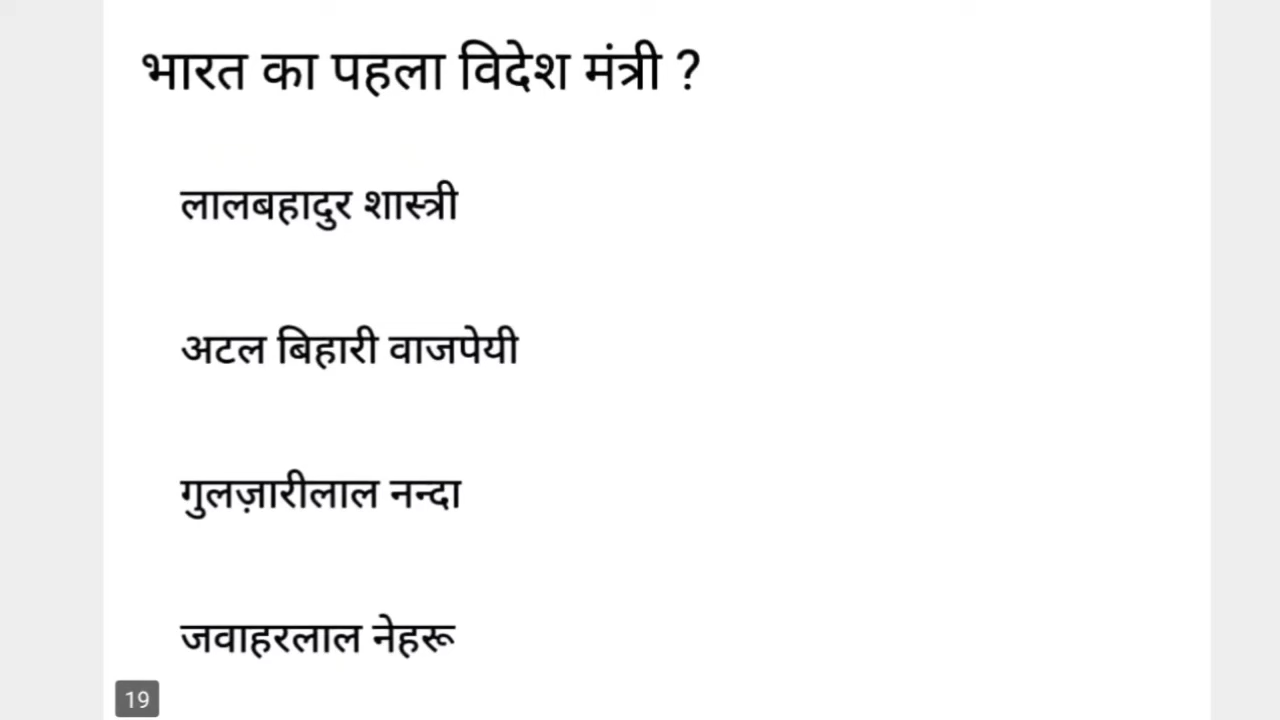 भारत का पहला विदेश मंत्री ?
लालबहादुर शास्त्री
अटल बिहारी वाजपेयी
गुलज़ारीलाल नन्दा
जवाहरलाल नेहरू
19